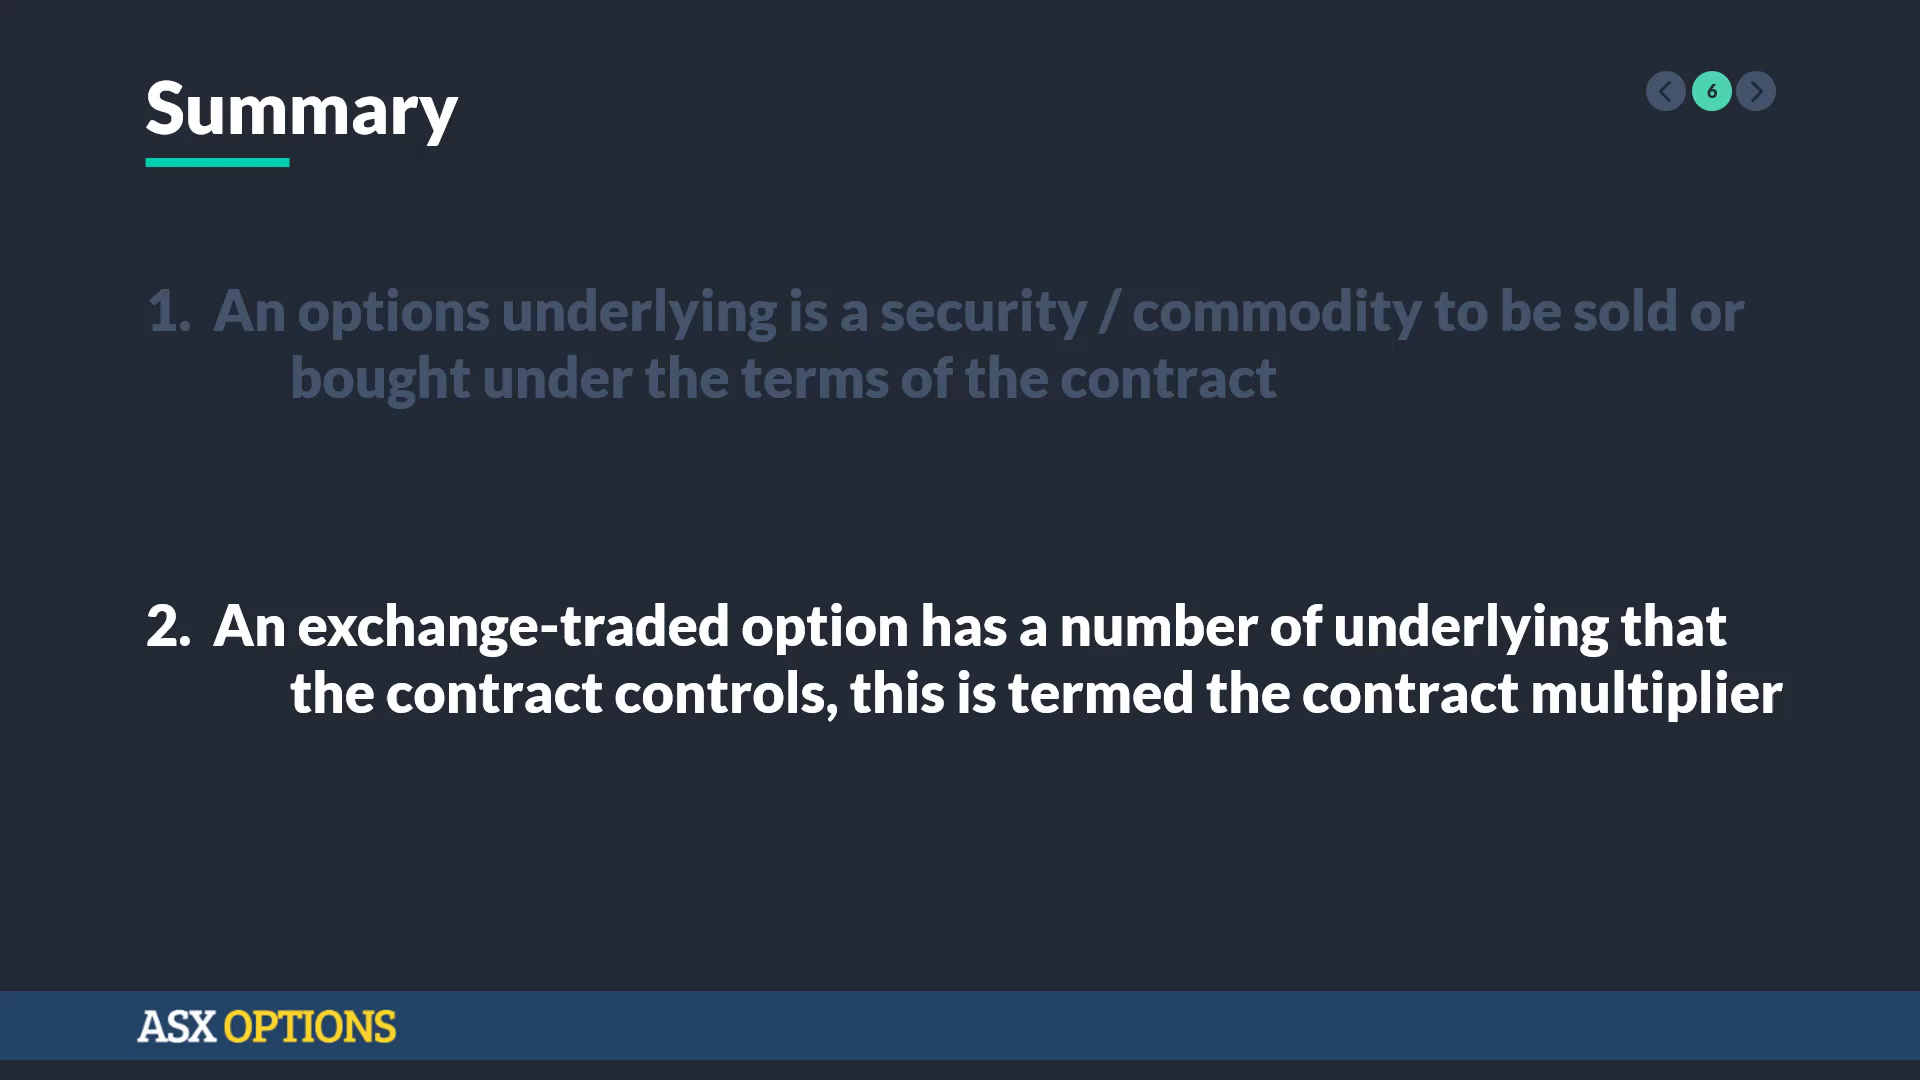 Summary
6
1. An options underlying is a security / commodity to be sold or
bought under the terms of the contract
2. An exchange-traded option has a number of underlying that
the contract controls, this is termed the contract multiplier
ASX OPTIONS